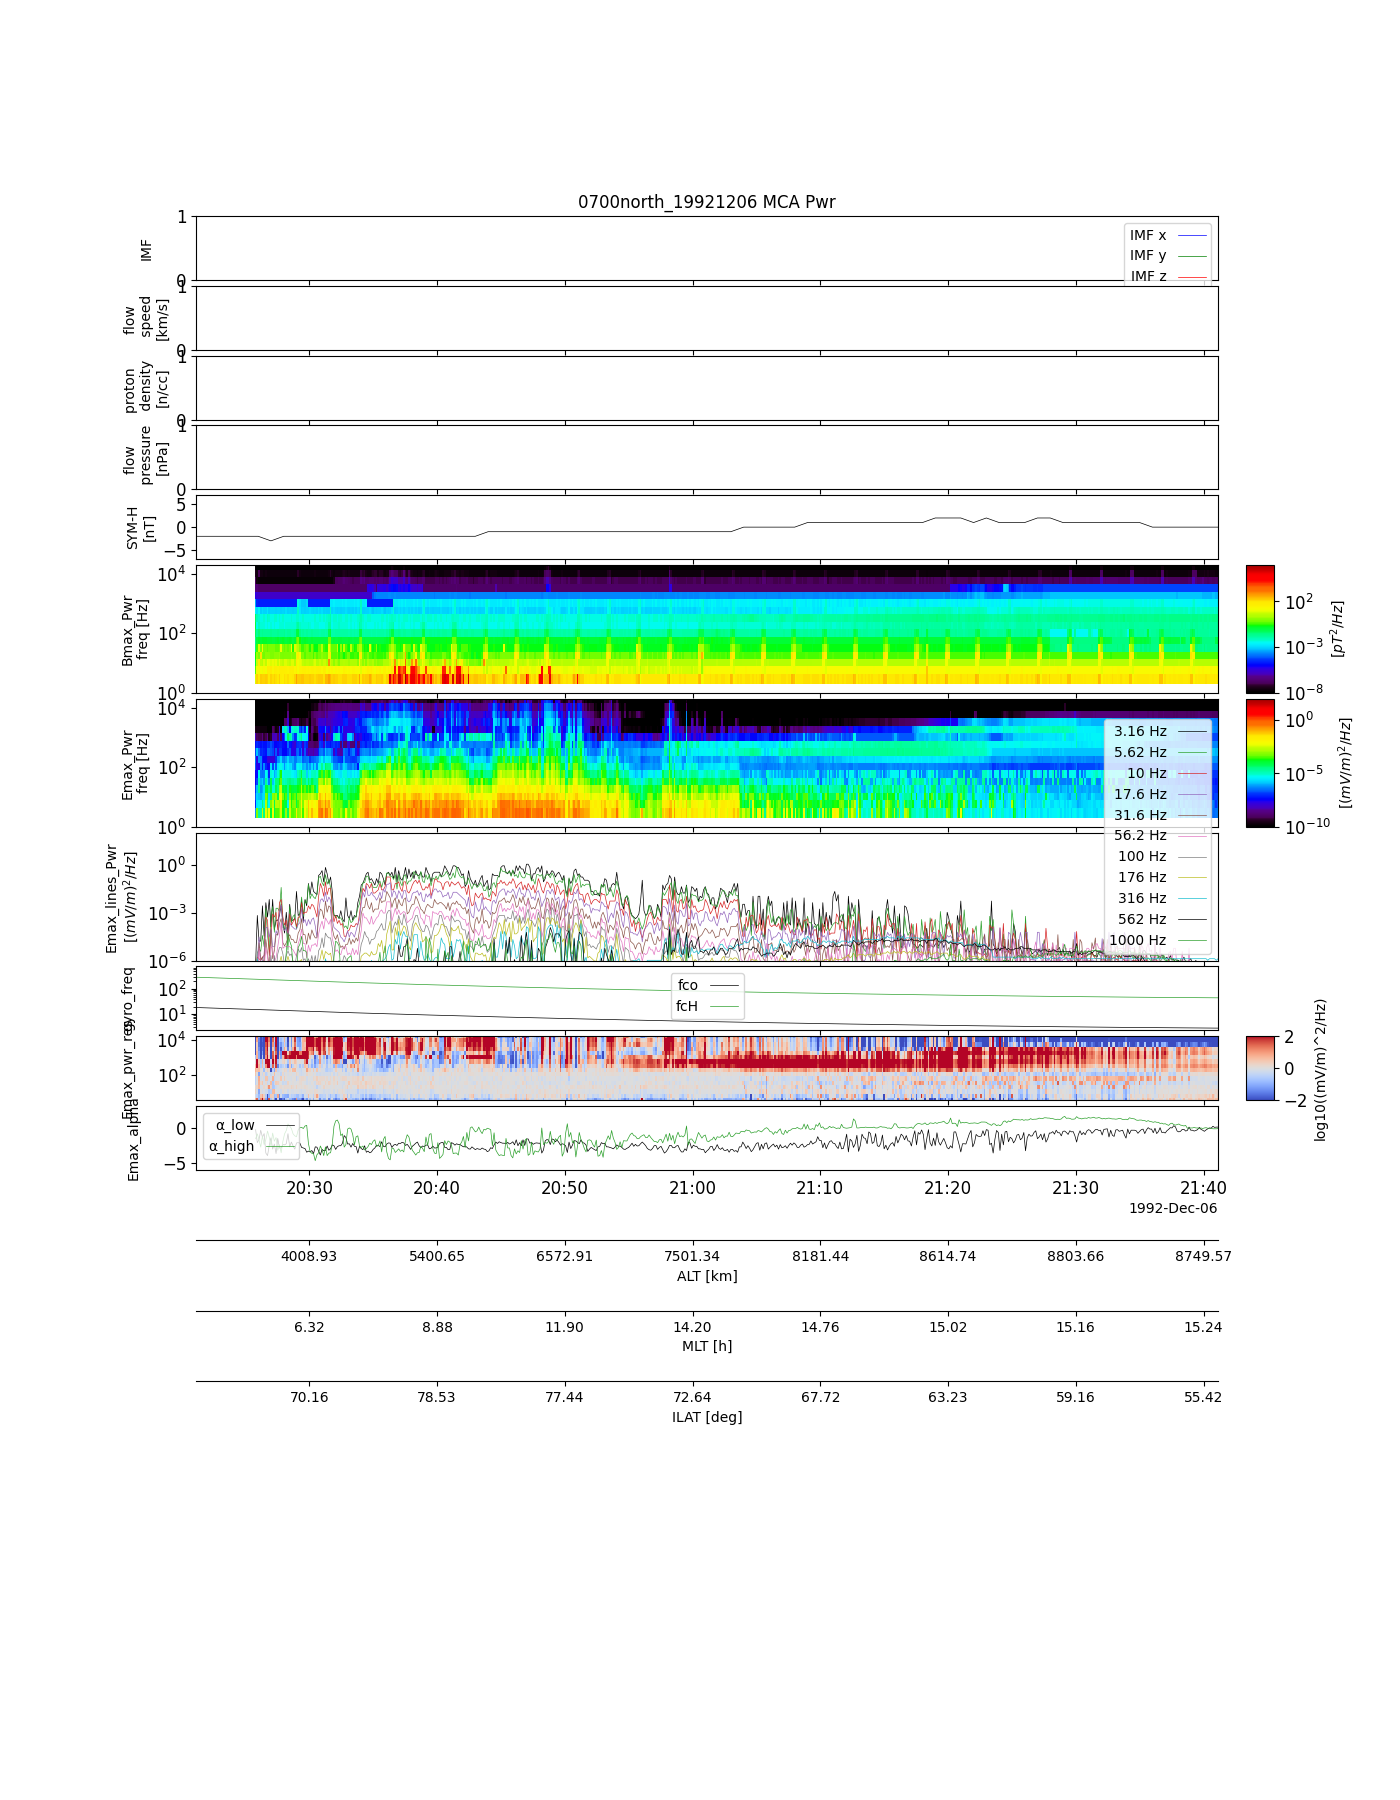 0700north_19921206 MCA Pwr
1
0
IMF
IMF x
IMF y
IMF z
1
0
flow
speed
[km/s]
1
0
proton
density
[n/cc]
1
0
flow
pressure
[nPa]
5
0
−5
SYM-H
[nT]
10^4
10^2
10^0
Bmax_Pwr
freq [Hz]
10^2
10^−3
10^−8
[pT^2/Hz]
10^4
10^2
10^0
Emax_Pwr
freq [Hz]
10^0
10^−5
10^−10
[(mV/m)^2/Hz]
3.16 Hz
5.62 Hz
10 Hz
17.6 Hz
31.6 Hz
56.2 Hz
100 Hz
176 Hz
316 Hz
562 Hz
1000 Hz
10^0
10^−3
10^−6
Emax_lines_Pwr
[(mV/m)^2/Hz]
10^2
10^1
gyro_freq
fco
fcH
10^4
10^2
Emax_pwr_reg
2
0
−2
log10((mV/m)^2/Hz)
0
−5
Emax_alpha
α_low
α_high
20:30 20:40 20:50 21:00 21:10 21:20 21:30 21:40
1992-Dec-06
4008.93 5400.65 6572.91 7501.34 8181.44 8614.74 8803.66 8749.57
ALT [km]
6.32 8.88 11.90 14.20 14.76 15.02 15.16 15.24
MLT [h]
70.16 78.53 77.44 72.64 67.72 63.23 59.16 55.42
ILAT [deg]